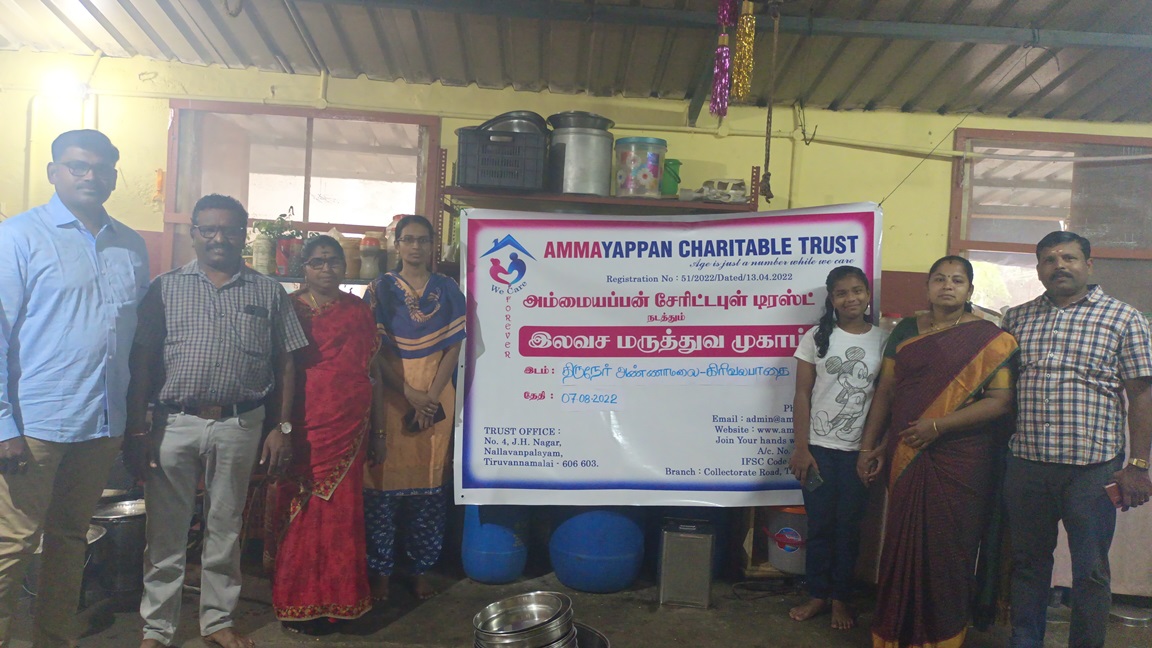 AMMAYAPPAN CHARITABLE TRUST
Age is just a number while we care
Registration No : 51/2022/Dated/13.04.2022
We Care
FOREVER
அம்மையப்பன் சேரிட்டபுள் டிரஸ்ட்
நடத்தும்
இலவச மருத்துவ முகாம்
இடம் : திருநேர் அண்ணாமலை-கிரிவலபாதை
தேதி : 07-08-2022
TRUST OFFICE :
No. 4, J.H. Nagar,
Nallavanpalayam,
Tiruvannamalai - 606 603.
Email : admin@am
Website : www.am
Join Your hands w
A/c. No.
IFSC Code
Branch : Collectorate Road, T